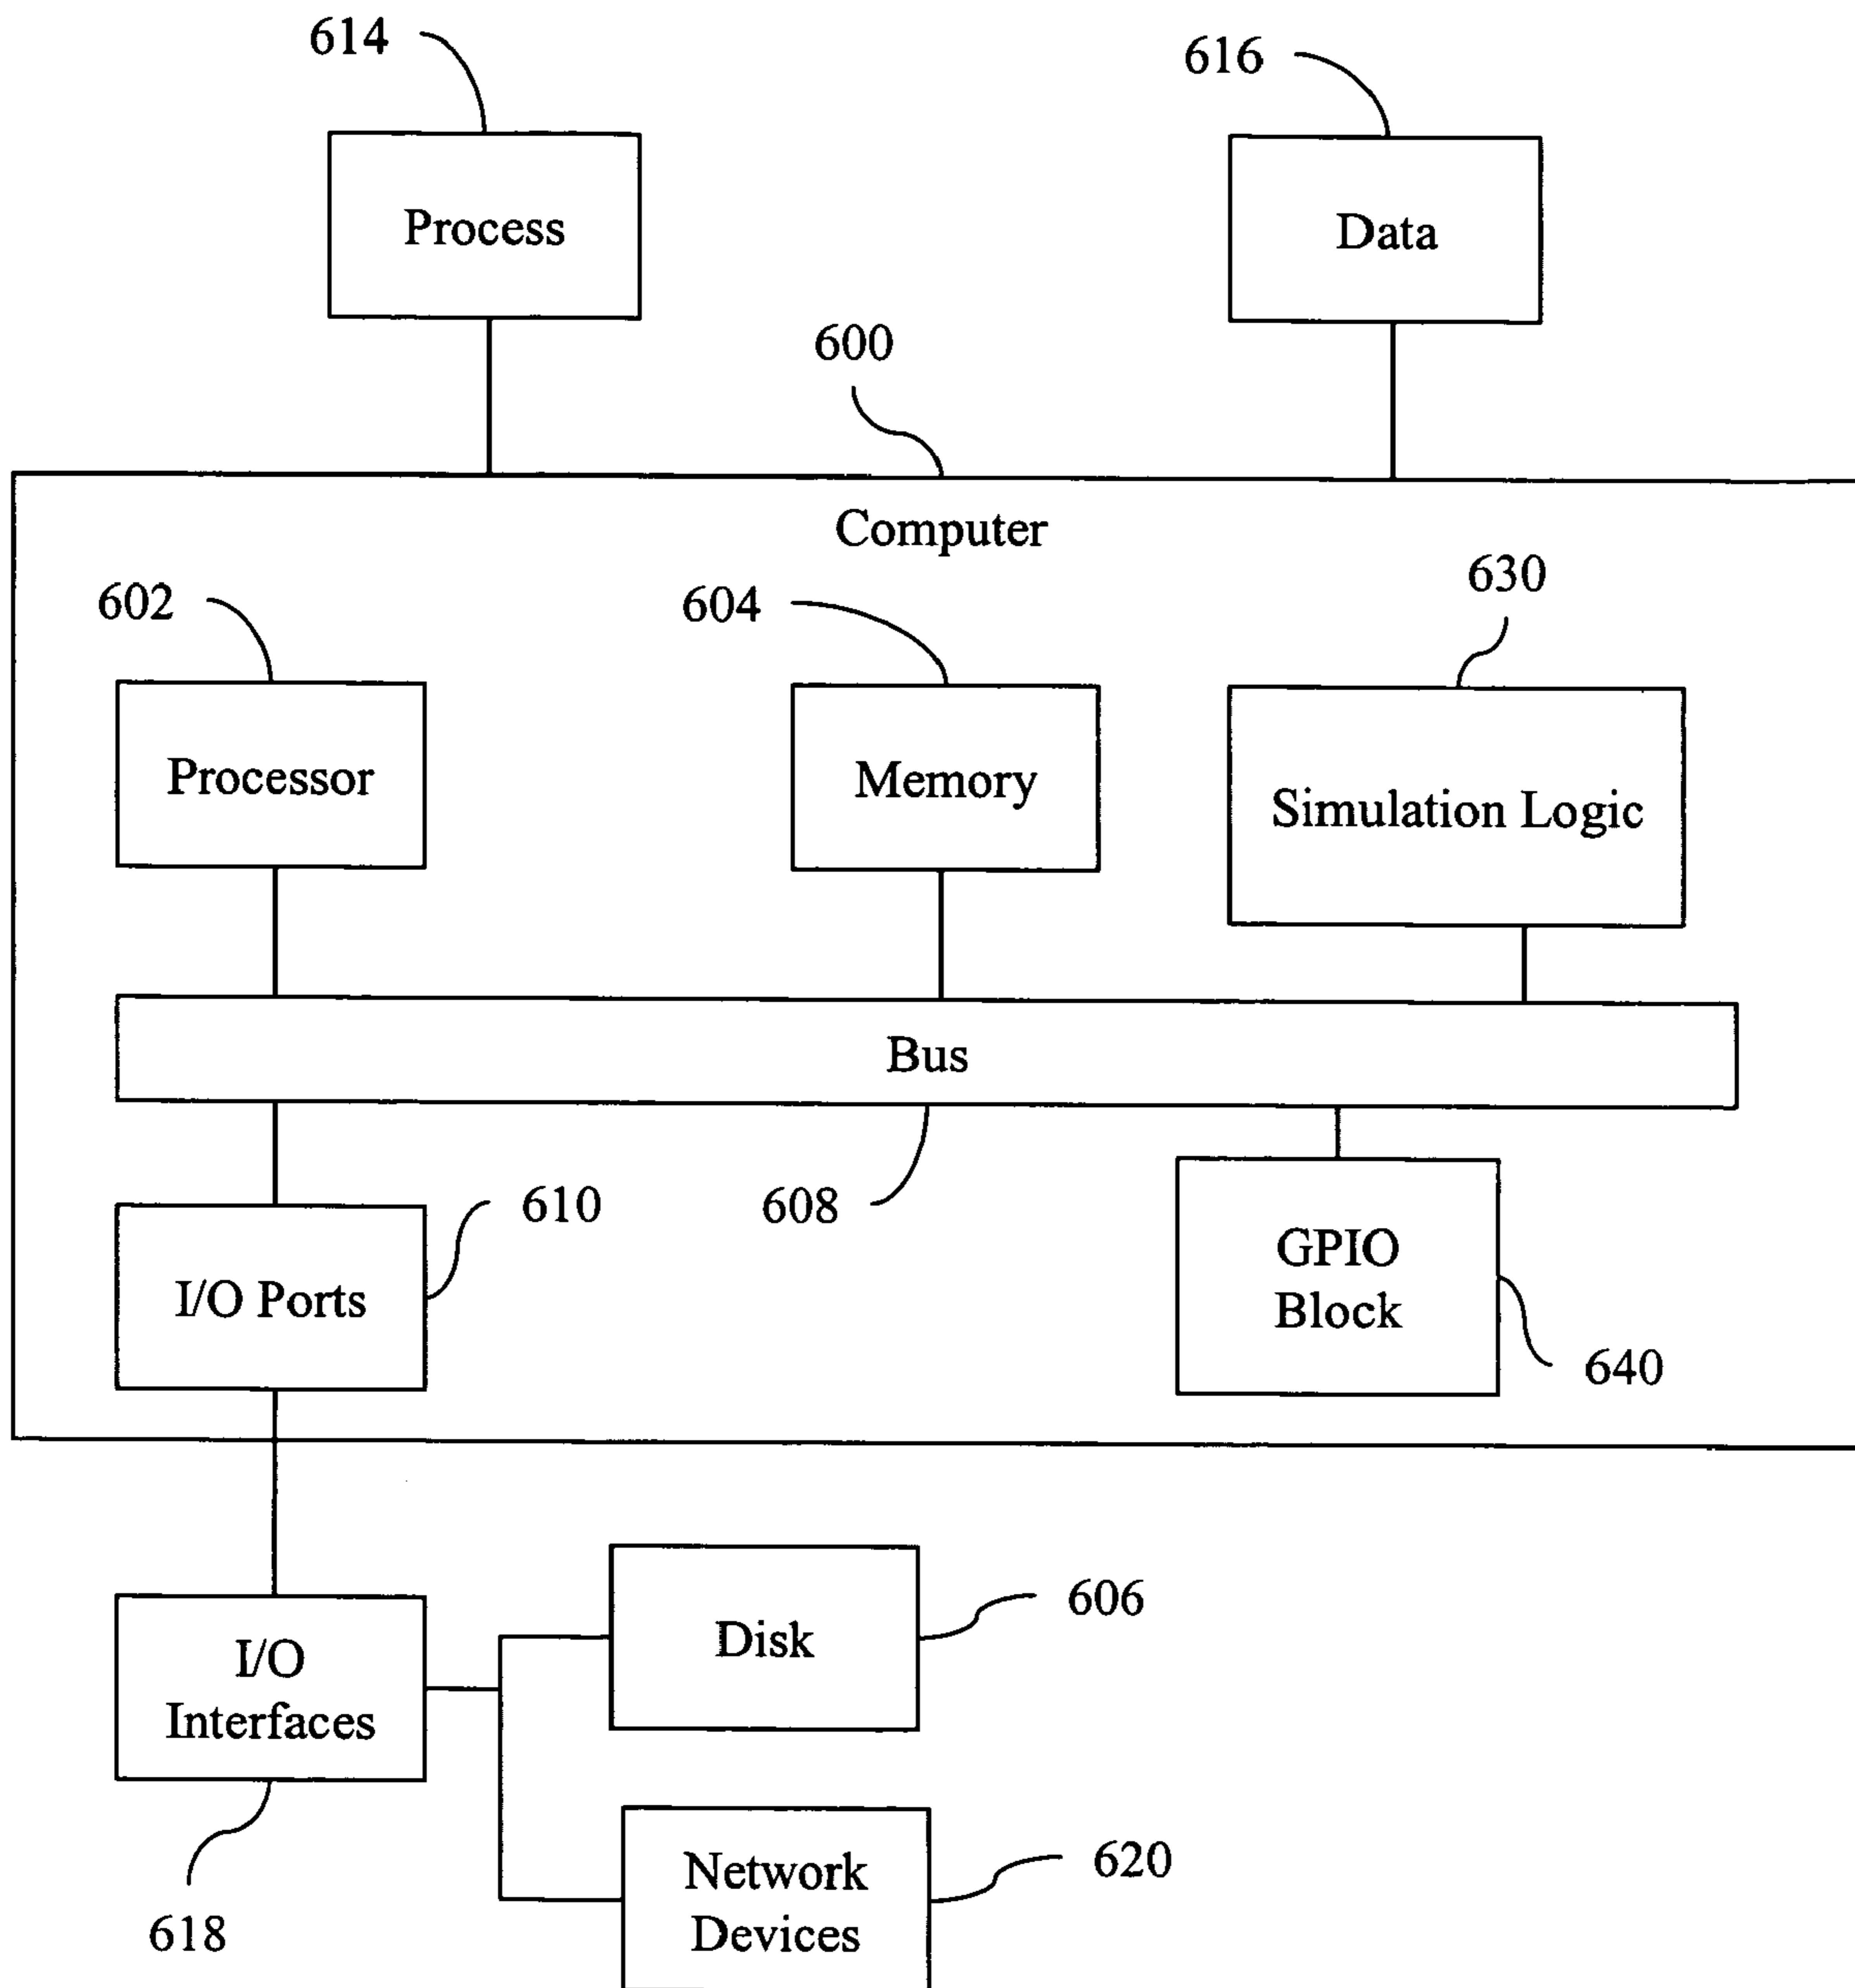 614
616
Process
Data
600
Computer
602
604
630
Processor
Memory
Simulation Logic
Bus
610
608
I/O Ports
GPIO
Block
640
606
I/O
Interfaces
Disk
618
620
Network
Devices